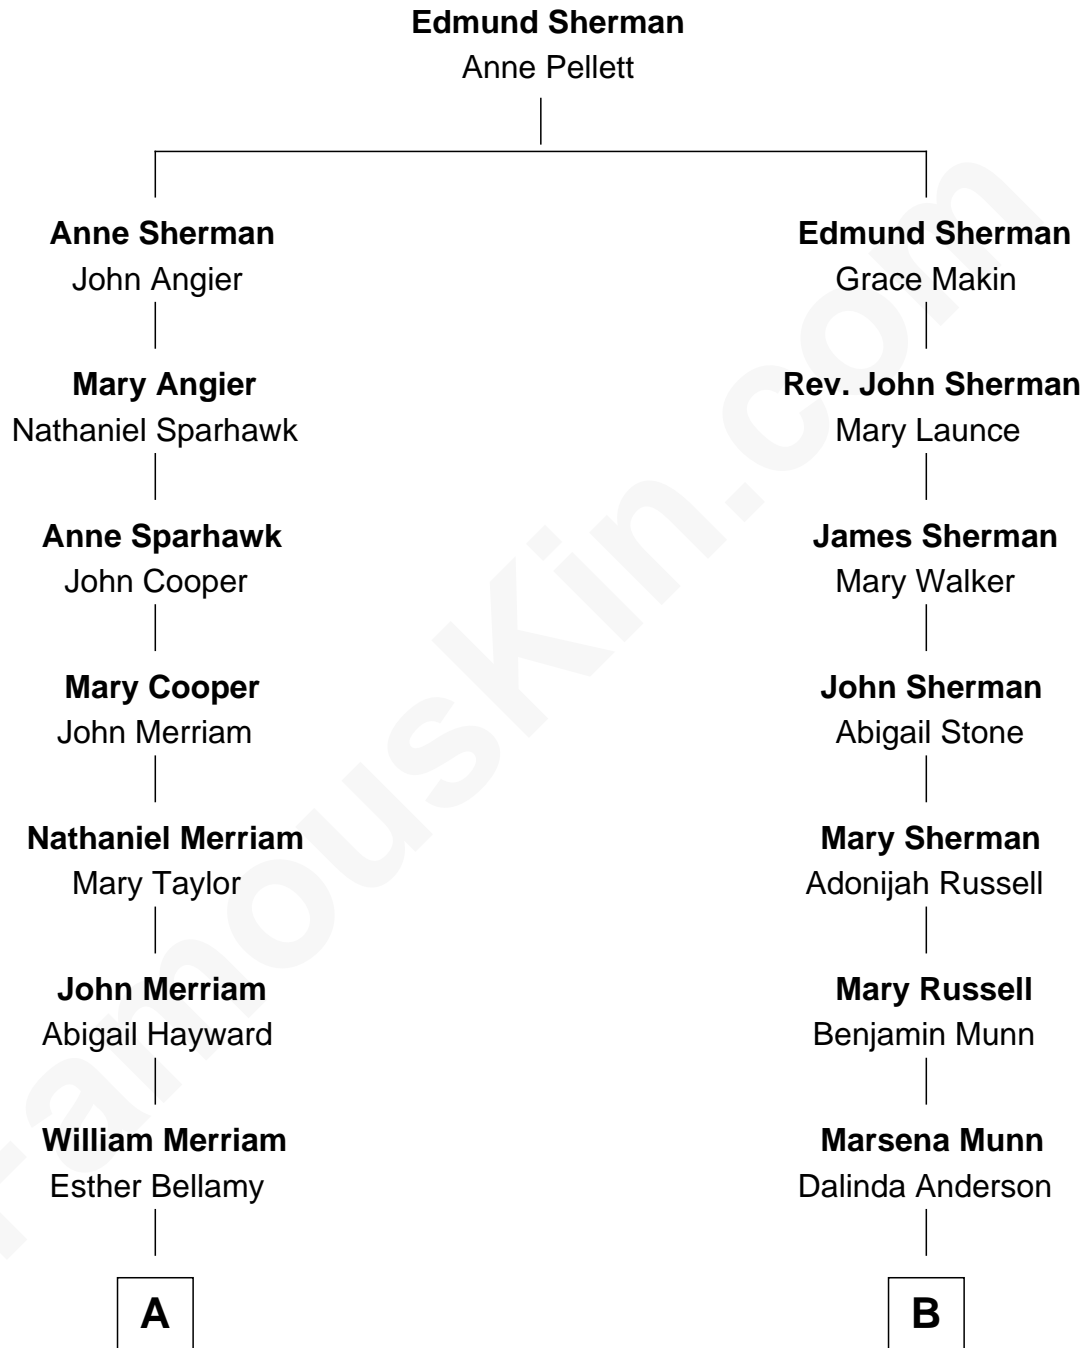 Edmund Sherman
Anne Pellett
Anne Sherman
John Angier
Edmund Sherman
Grace Makin
Mary Angier
Nathaniel Sparhawk
Rev. John Sherman
Mary Launce
Anne Sparhawk
John Cooper
James Sherman
Mary Walker
Mary Cooper
John Merriam
John Sherman
Abigail Stone
Nathaniel Merriam
Mary Taylor
Mary Sherman
Adonijah Russell
John Merriam
Abigail Hayward
Mary Russell
Benjamin Munn
William Merriam
Esther Bellamy
Marsena Munn
Dalinda Anderson
A
B
FamousKin.com